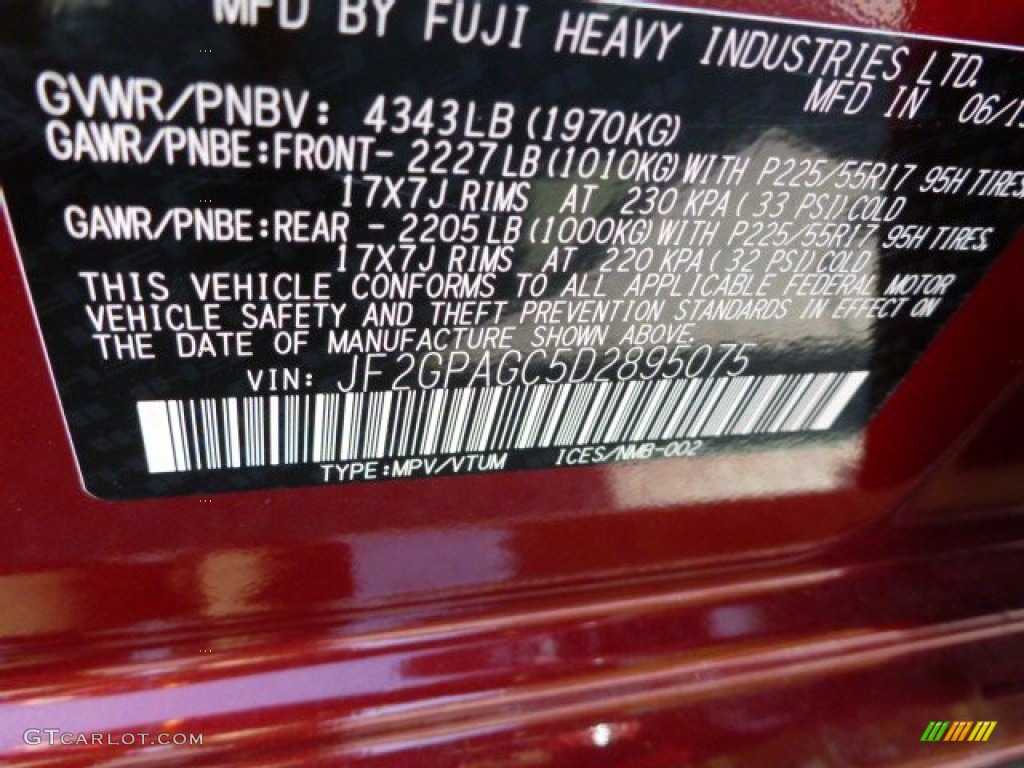 MFD BY FUJI HEAVY INDUSTRIES LTD.
MFD IN 06/1
GVWR/PNBV: 4343LB (1970KG)
GAWR/PNBE:FRONT- 2227LB(1010KG)WITH P225/55R17 95H TIRES,
17X7J RIMS AT 230 KPA( 33 PSI)COLD
GAWR/PNBE:REAR - 2205LB(1000KG)WITH P225/55R17 95H TIRES,
17X7J RIMS AT 220 KPA( 32 PSI)COLD
THIS VEHICLE CONFORMS TO ALL APPLICABLE FEDERAL MOTOR
VEHICLE SAFETY AND THEFT PREVENTION STANDARDS IN EFFECT ON
THE DATE OF MANUFACTURE SHOWN ABOVE.
VIN: JF2GPAGC5D2895075
TYPE:MPV/VTUM ICES/NMB-002
GTCARLOT.COM